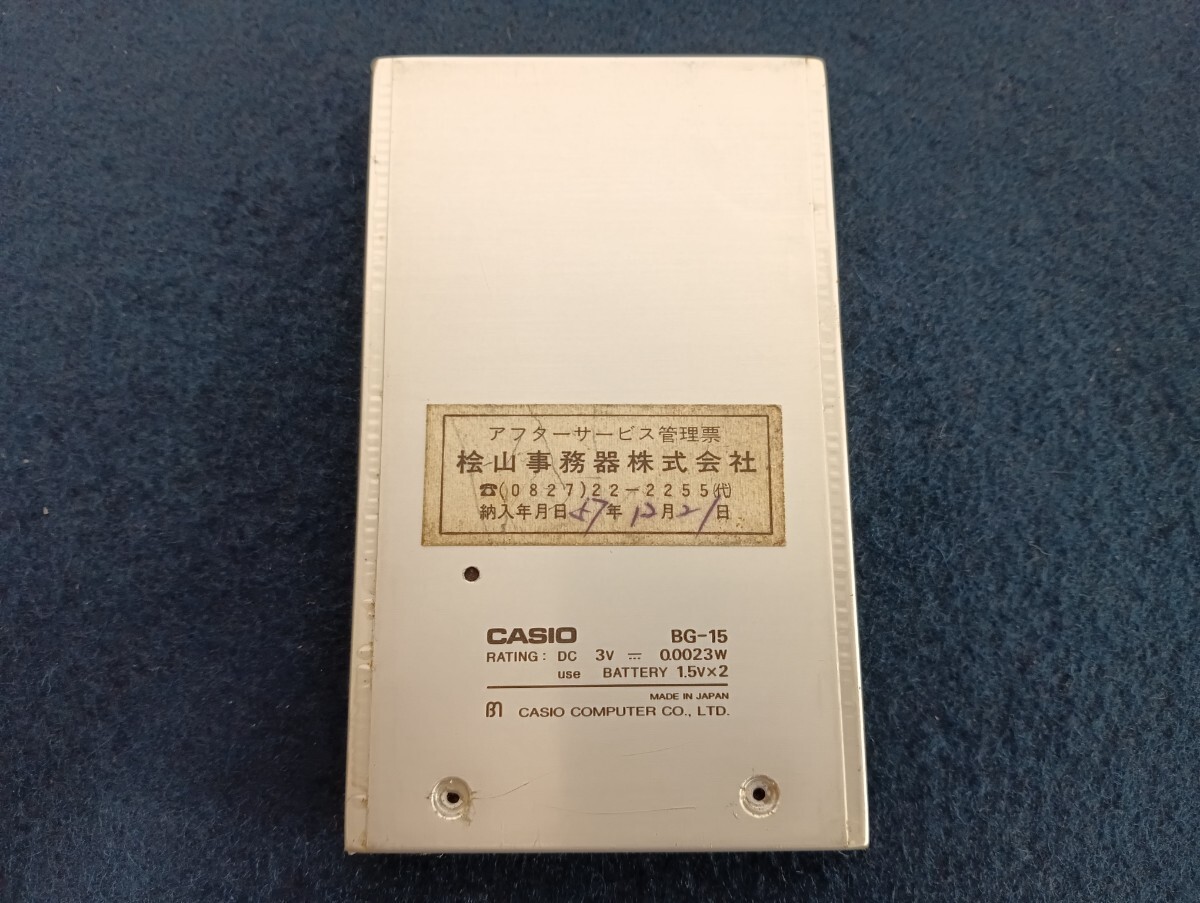 アフターサービス管理票
桧山事務器株式会社
☎(0827)22-2255㈹
納入年月日57年12月21日
CASIO BG-15
RATING: DC 3V ⎓ 0.0023W
use BATTERY 1.5V×2
MADE IN JAPAN
CASIO COMPUTER CO., LTD.